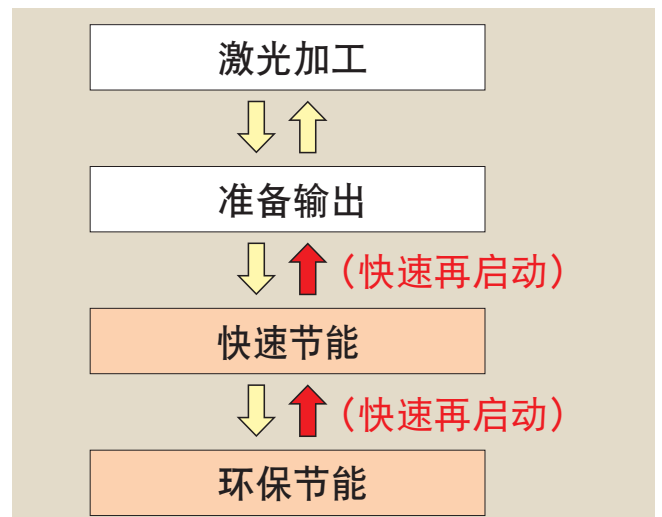 激光加工
准备输出
（快速再启动）
快速节能
（快速再启动）
环保节能